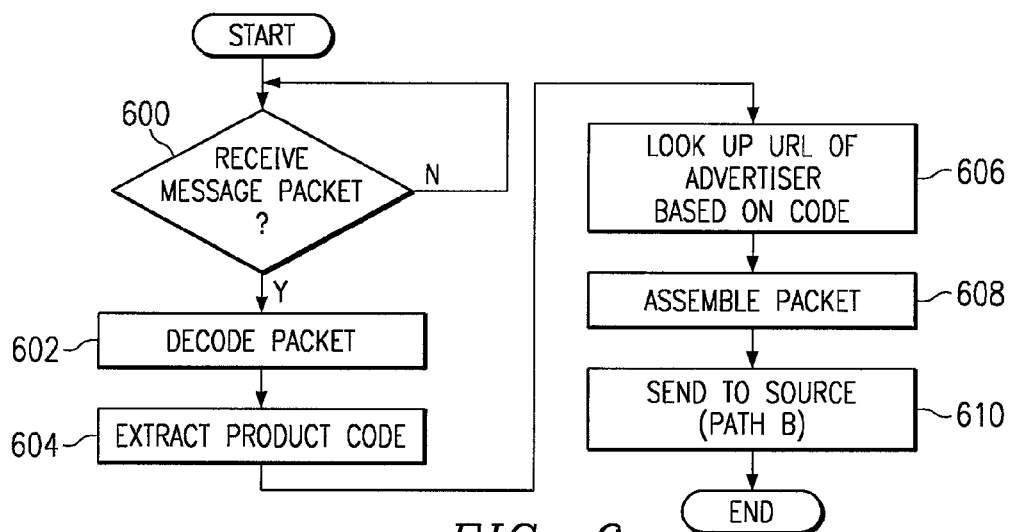 START
600
RECEIVE
MESSAGE PACKET
?
N
Y
602
DECODE PACKET
604
EXTRACT PRODUCT CODE
LOOK UP URL OF
ADVERTISER
BASED ON CODE
606
ASSEMBLE PACKET
608
SEND TO SOURCE
(PATH B)
610
END
FIG.